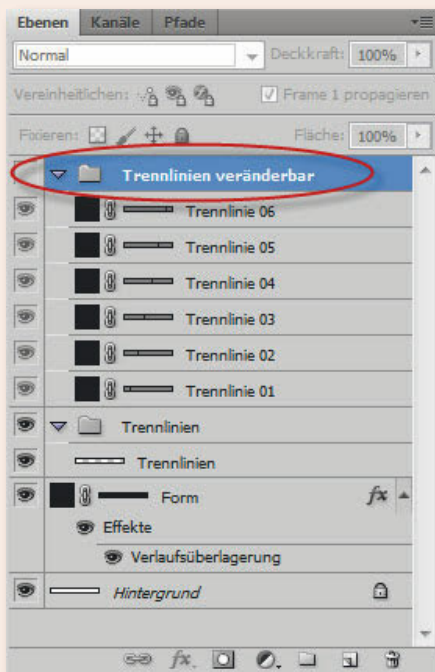 Ebenen Kanäle Pfade
Normal Deckkraft: 100%
Vereinheitlichen: Frame 1 propagieren
Fixieren: Fläche: 100%
Trennlinien veränderbar
Trennlinie 06
Trennlinie 05
Trennlinie 04
Trennlinie 03
Trennlinie 02
Trennlinie 01
Trennlinien
Trennlinien
Form fx
Effekte
Verlaufsüberlagerung
Hintergrund
fx.